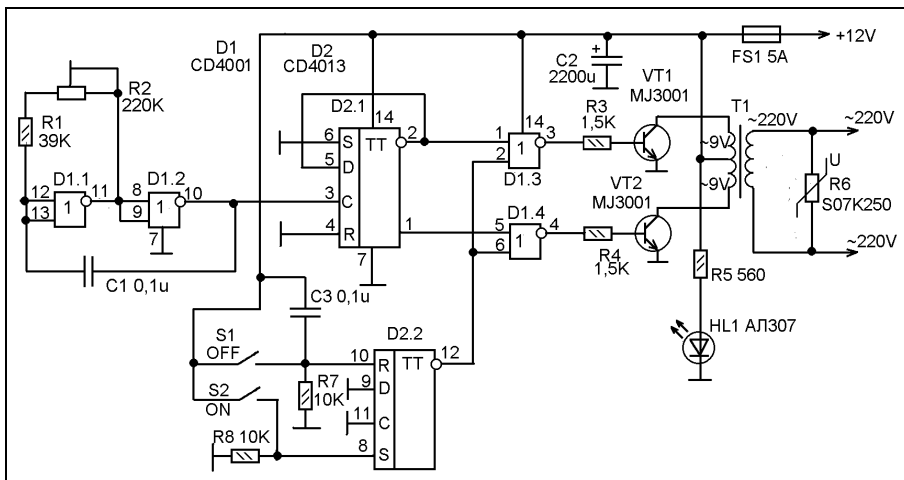 D1
CD4001
D2
CD4013
FS1 5A
+12V
C2
2200u
+
VT1
MJ3001
R2
220K
R1
39K
D2.1
14
6 S TT 2
5 D
3 C
4 R
1
7
R3
1,5K
14
1
2
1
3
D1.3
T1
~9V
~9V
~220V
~220V
~220V
U
R6
S07K250
12
13
D1.1
1
11
8
9
D1.2
1
10
7
C1 0,1u
VT2
MJ3001
D1.4
5
6
1
4
R4
1,5K
R5 560
HL1 АЛ307
C3 0,1u
S1
OFF
S2
ON
R7
10K
R8 10K
D2.2
10 R TT 12
9 D
11 C
8 S